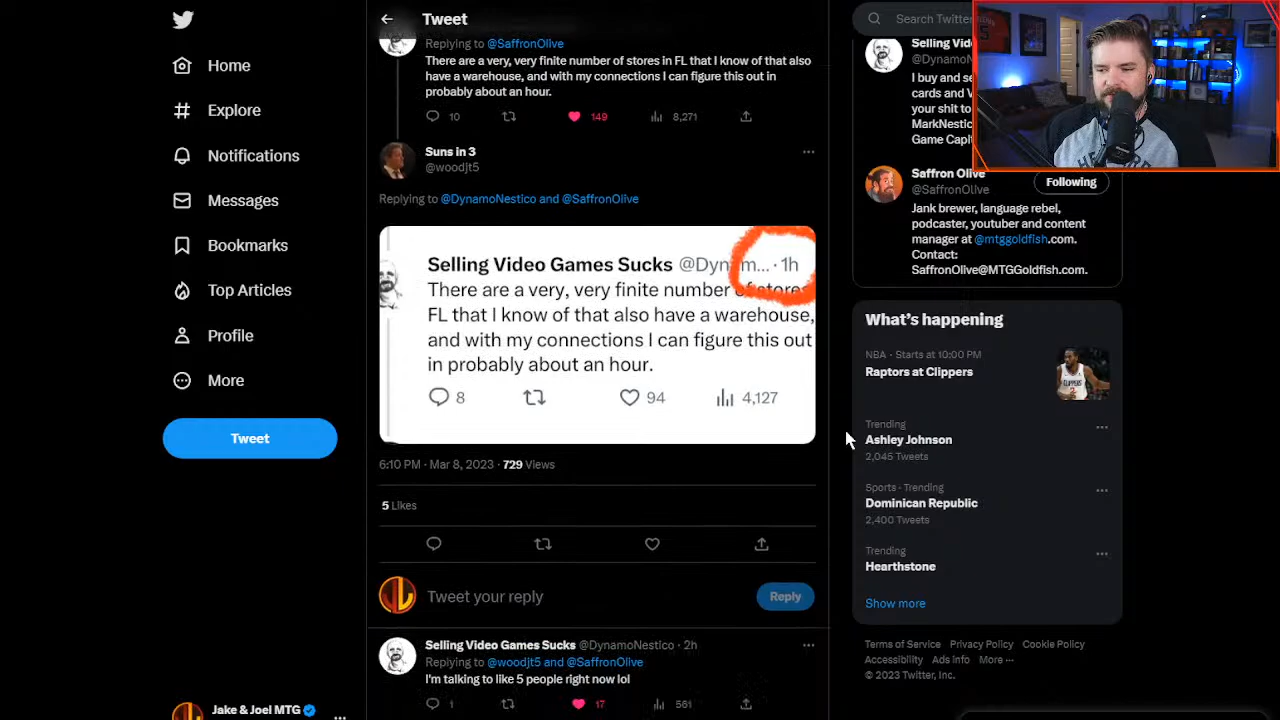 Home
Explore
Notifications
Messages
Bookmarks
Top Articles
Profile
More
Tweet
Jake & Joel MTG
Tweet
Replying to @SaffronOlive
There are a very, very finite number of stores in FL that I know of that also
have a warehouse, and with my connections I can figure this out in
probably about an hour.
10
149
8,271
Suns in 3
@woodjt5
Replying to @DynamoNestico and @SaffronOlive
Selling Video Games Sucks @Dynam... · 1h
There are a very, very finite number of stores
FL that I know of that also have a warehouse,
and with my connections I can figure this out
in probably about an hour.
8
94
4,127
6:10 PM · Mar 8, 2023 · 729 Views
5 Likes
Tweet your reply
Reply
Selling Video Games Sucks @DynamoNestico · 2h
Replying to @woodjt5 and @SaffronOlive
I'm talking to like 5 people right now lol
1
17
561
Search Twitter
Selling Vid
@DynamoN
I buy and se
cards and V
your shit to
MarkNestic
Game Capit
Saffron Olive
@SaffronOlive
Following
Jank brewer, language rebel,
podcaster, youtuber and content
manager at @mtggoldfish.com.
Contact:
SaffronOlive@MTGGoldfish.com.
What's happening
NBA · Starts at 10:00 PM
Raptors at Clippers
Trending
Ashley Johnson
2,045 Tweets
Sports · Trending
Dominican Republic
2,400 Tweets
Trending
Hearthstone
Show more
Terms of Service Privacy Policy Cookie Policy
Accessibility Ads info More ···
© 2023 Twitter, Inc.